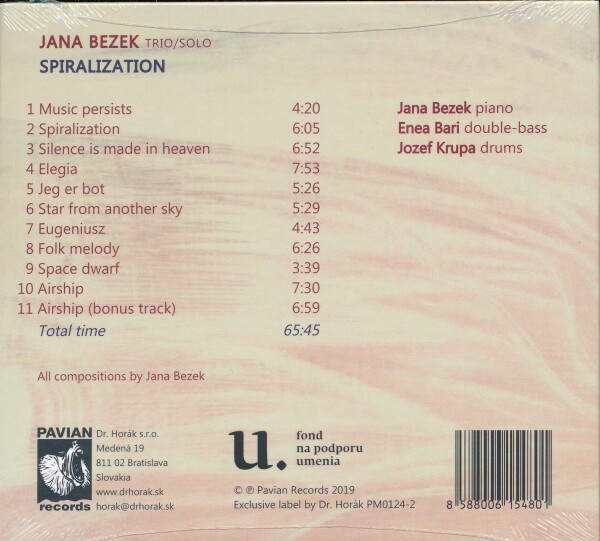 JANA BEZEK TRIO/SOLO
SPIRALIZATION
1 Music persists 4:20
2 Spiralization 6:05
3 Silence is made in heaven 6:52
4 Elegia 7:53
5 Jeg er bot 5:26
6 Star from another sky 5:29
7 Eugeniusz 4:43
8 Folk melody 6:26
9 Space dwarf 3:39
10 Airship 7:30
11 Airship (bonus track) 6:59
Total time 65:45
Jana Bezek piano
Enea Bari double-bass
Jozef Krupa drums
All compositions by Jana Bezek
PAVIAN
records
Dr. Horák s.r.o.
Medená 19
811 02 Bratislava
Slovakia
www.drhorak.sk
horak@drhorak.sk
u.
fond
na podporu
umenia
© ℗ Pavian Records 2019
Exclusive label by Dr. Horák PM0124-2
8 588006 154801